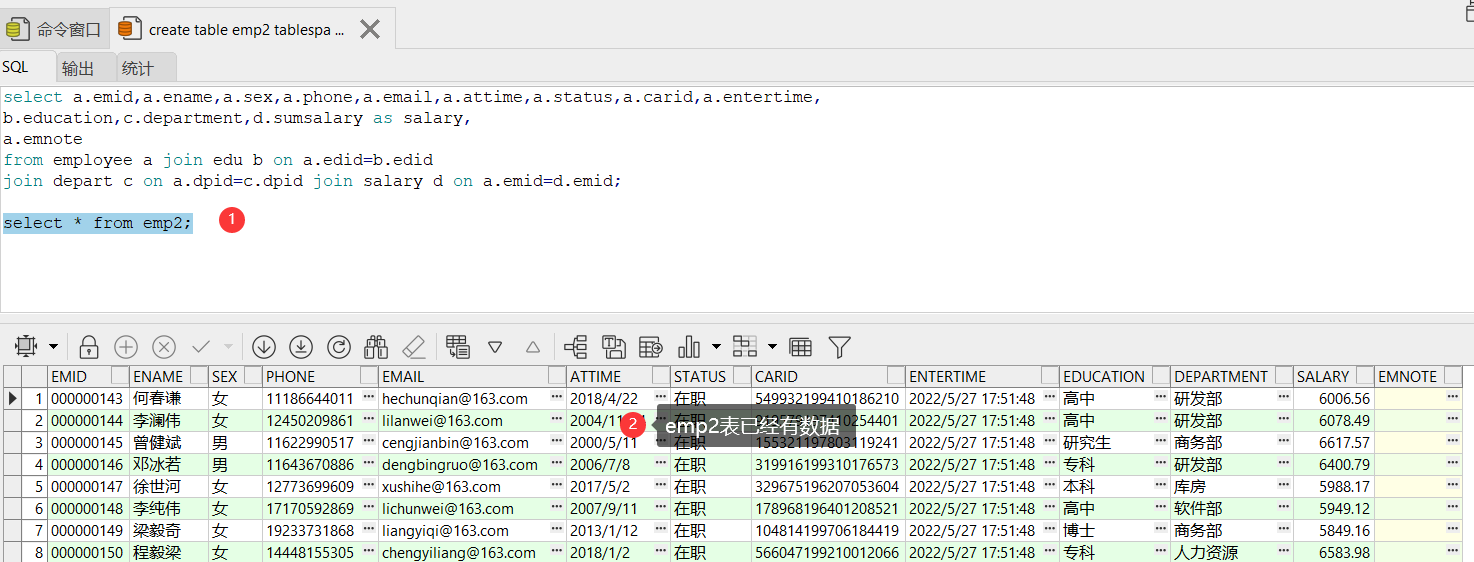 命令窗口 create table emp2 tablespa ...
SQL 输出 统计
select a.emid,a.ename,a.sex,a.phone,a.email,a.attime,a.status,a.carid,a.entertime,
b.education,c.department,d.sumsalary as salary,
a.emnote
from employee a join edu b on a.edid=b.edid
join depart c on a.dpid=c.dpid join salary d on a.emid=d.emid;
select * from emp2; 1
EMID ENAME SEX PHONE EMAIL ATTIME STATUS CARID ENTERTIME EDUCATION DEPARTMENT SALARY EMNOTE
1 000000143 何春谦 女 11186644011 hechunqian@163.com 2018/4/22 在职 549932199410186210 2022/5/27 17:51:48 高中 研发部 6006.56
2 000000144 李澜伟 女 12450209861 lilanwei@163.com 2004/11 在职 2022/5/27 17:51:48 高中 研发部 6078.49
2 emp2表已经有数据
3 000000145 曾健斌 男 11622990517 cengjianbin@163.com 2000/5/11 在职 155321197803119241 2022/5/27 17:51:48 研究生 商务部 6617.57
4 000000146 邓冰若 男 11643670886 dengbingruo@163.com 2006/7/8 在职 319916199310176573 2022/5/27 17:51:48 专科 研发部 6400.79
5 000000147 徐世河 女 12773699609 xushihe@163.com 2017/5/2 在职 329675196207053604 2022/5/27 17:51:48 本科 库房 5988.17
6 000000148 李纯伟 女 17170592869 lichunwei@163.com 2007/9/11 在职 178968196401208521 2022/5/27 17:51:48 高中 软件部 5949.12
7 000000149 梁毅奇 女 19233731868 liangyiqi@163.com 2013/1/12 在职 104814199706184419 2022/5/27 17:51:48 博士 商务部 5849.16
8 000000150 程毅梁 女 14448155305 chengyiliang@163.com 2018/1/2 在职 566047199210012066 2022/5/27 17:51:48 专科 人力资源 6583.98